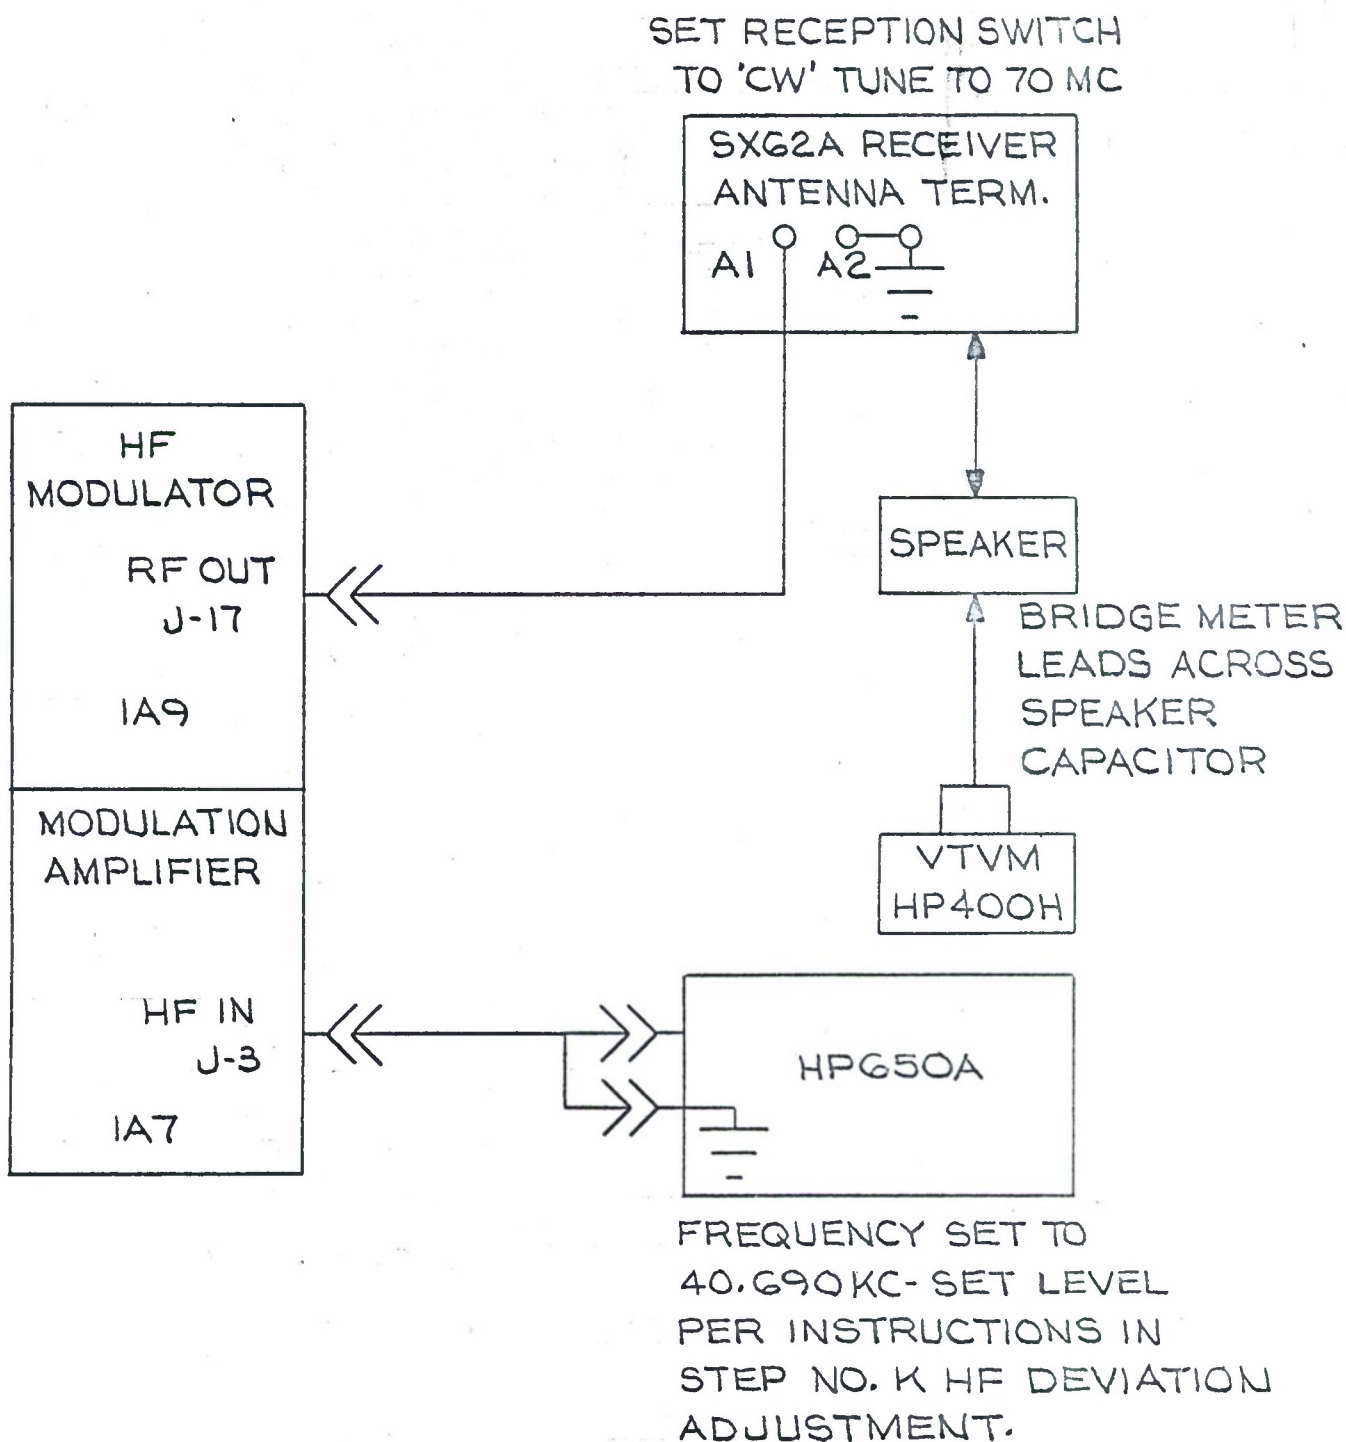 SET RECEPTION SWITCH
TO 'CW' TUNE TO 70 MC
SX62A RECEIVER
ANTENNA TERM.
A1 A2
HF
MODULATOR
RF OUT
J-17
1A9
SPEAKER
BRIDGE METER
LEADS ACROSS
SPEAKER
CAPACITOR
MODULATION
AMPLIFIER
VTVM
HP400H
HF IN
J-3
1A7
HP650A
FREQUENCY SET TO
40.690KC- SET LEVEL
PER INSTRUCTIONS IN
STEP NO. K HF DEVIATION
ADJUSTMENT.